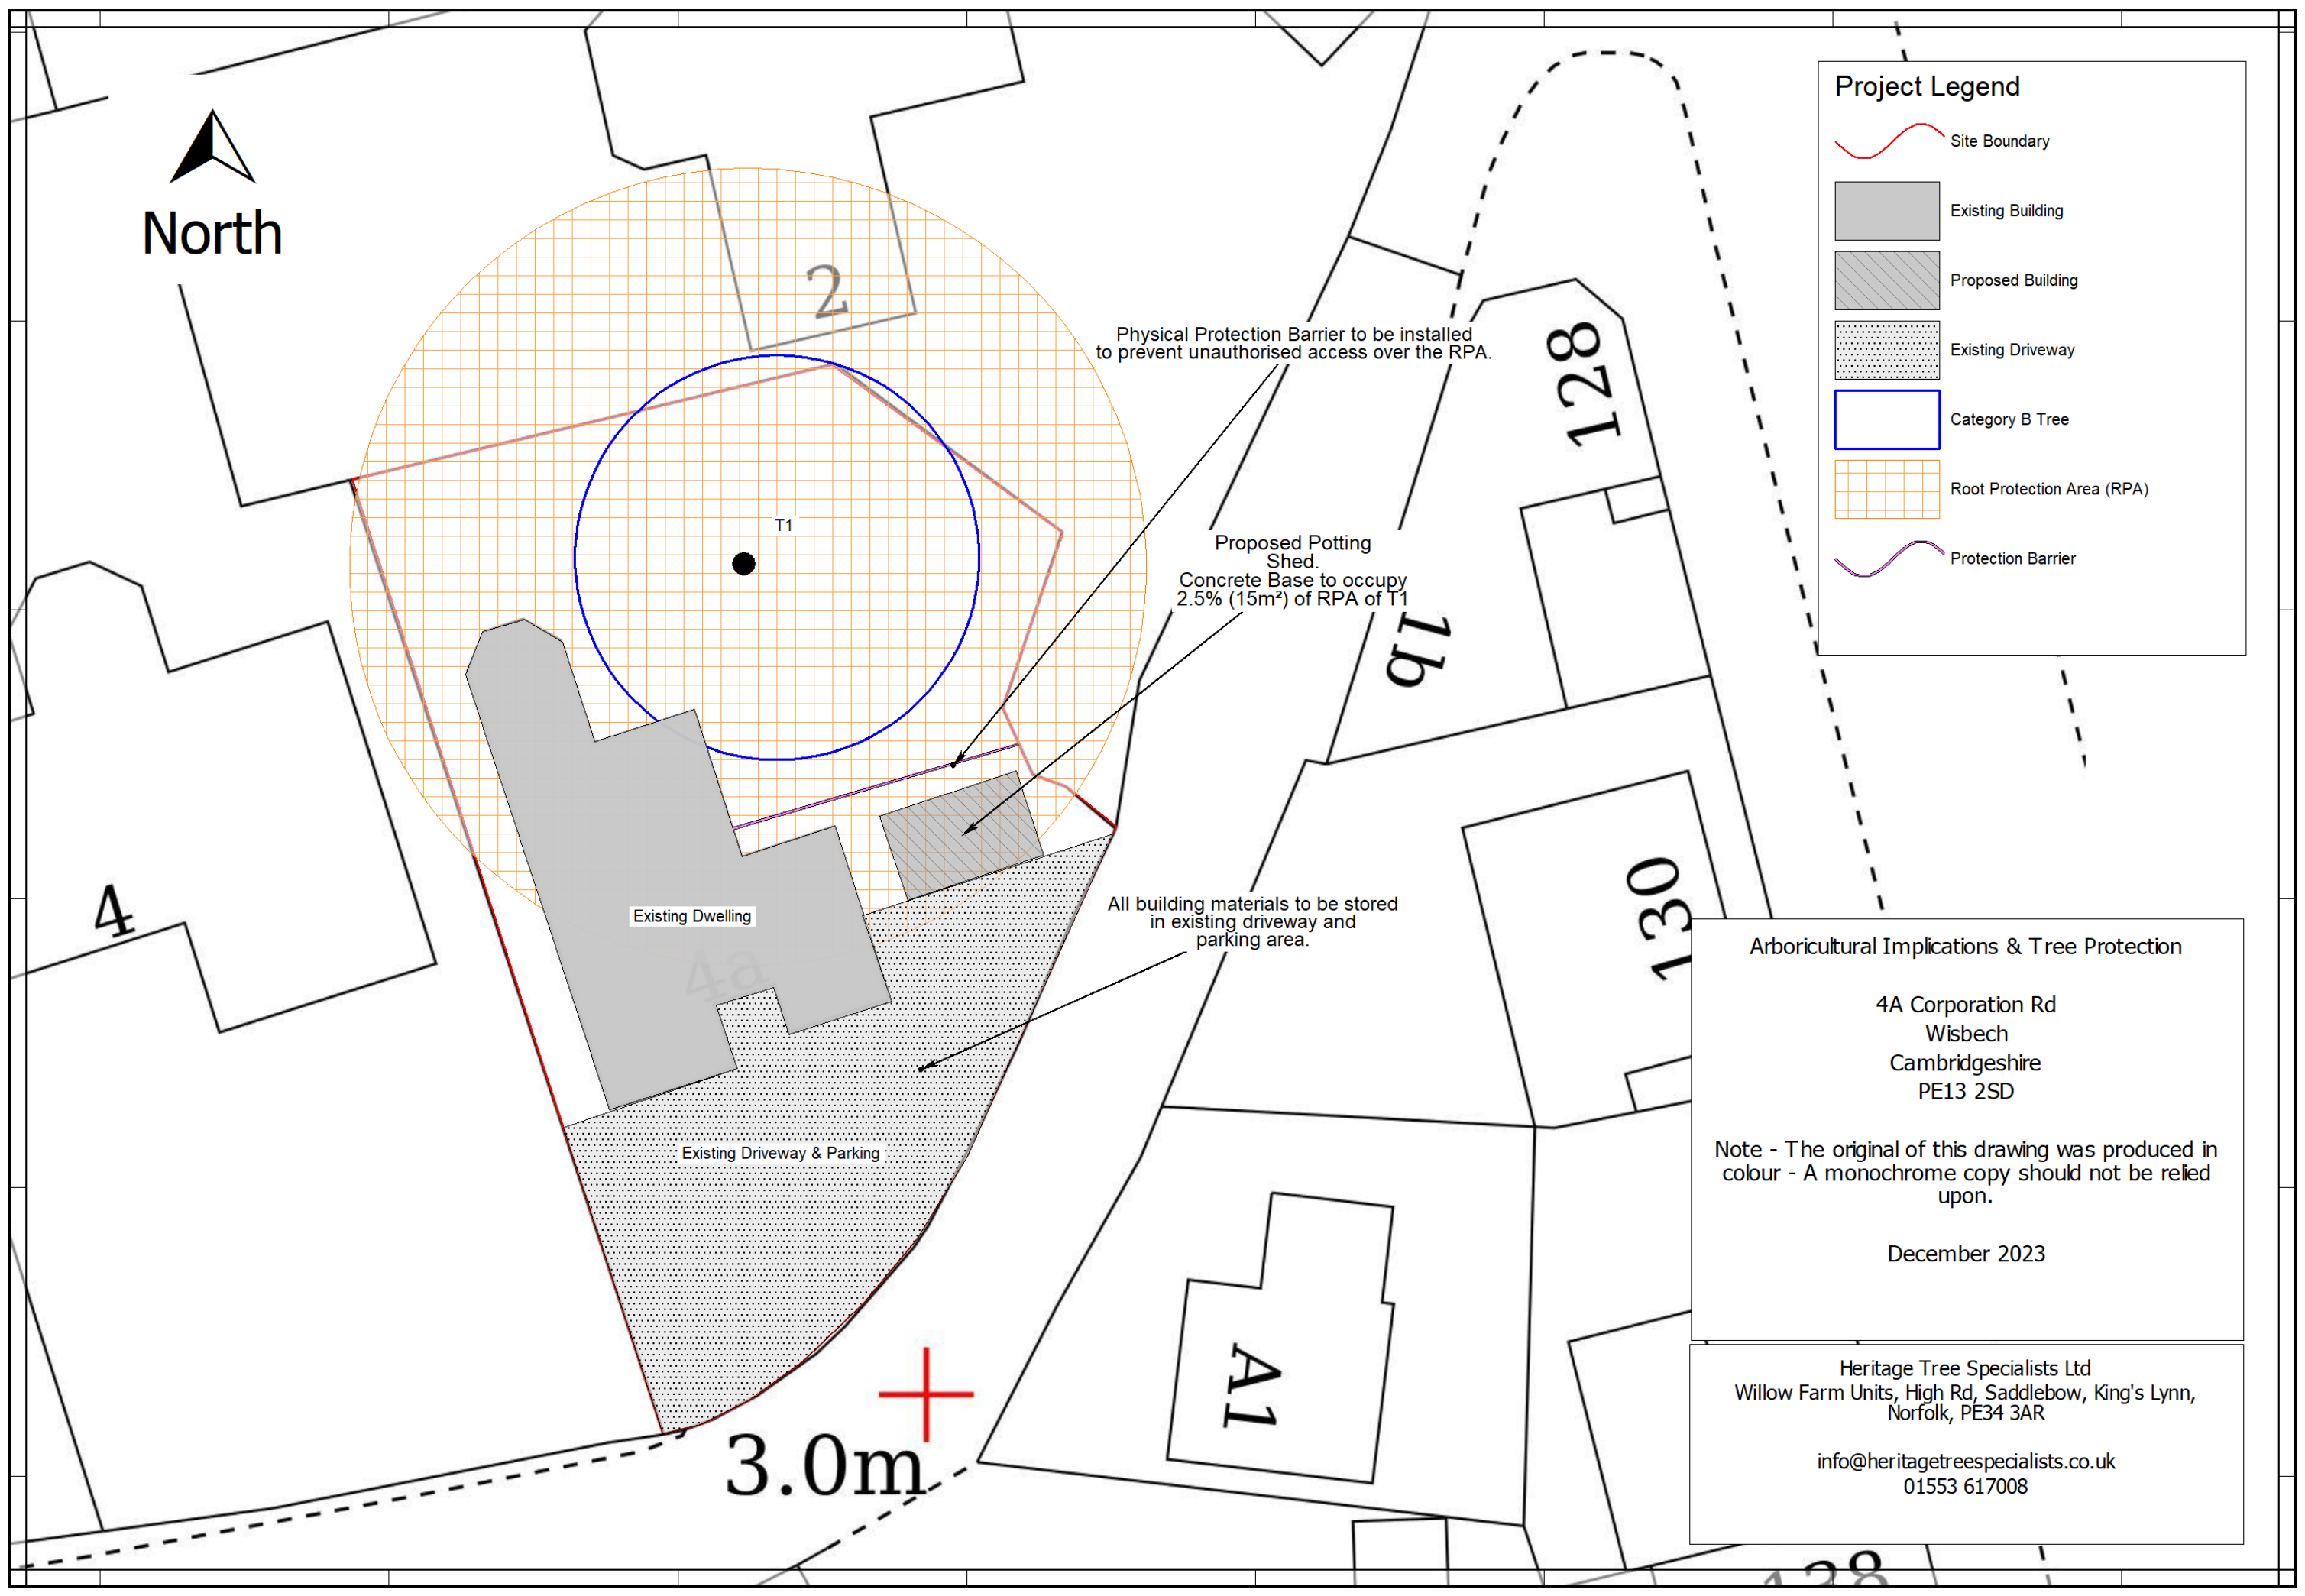 North
2
Physical Protection Barrier to be installed
to prevent unauthorised access over the RPA.
T1
Proposed Potting
Shed.
Concrete Base to occupy
2.5% (15m²) of RPA of T1
128
1b
4
Existing Dwelling
4a
All building materials to be stored
in existing driveway and
parking area.
130
Existing Driveway & Parking
A1
3.0m
138
Project Legend
Site Boundary
Existing Building
Proposed Building
Existing Driveway
Category B Tree
Root Protection Area (RPA)
Protection Barrier
Arboricultural Implications & Tree Protection
4A Corporation Rd
Wisbech
Cambridgeshire
PE13 2SD
Note - The original of this drawing was produced in
colour - A monochrome copy should not be relied
upon.
December 2023
Heritage Tree Specialists Ltd
Willow Farm Units, High Rd, Saddlebow, King's Lynn,
Norfolk, PE34 3AR
info@heritagetreespecialists.co.uk
01553 617008